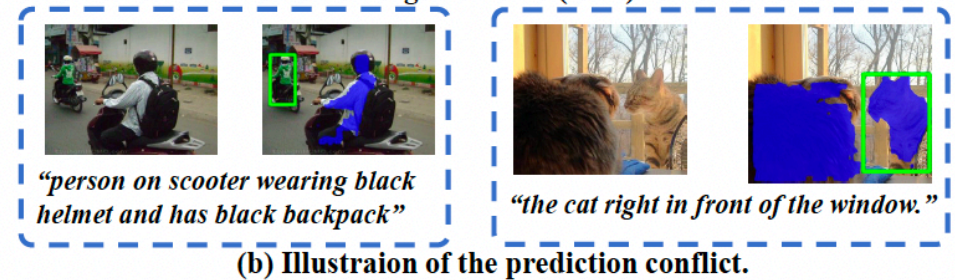 “person on scooter wearing black
helmet and has black backpack”
“the cat right in front of the window.”
(b) Illustraion of the prediction conflict.